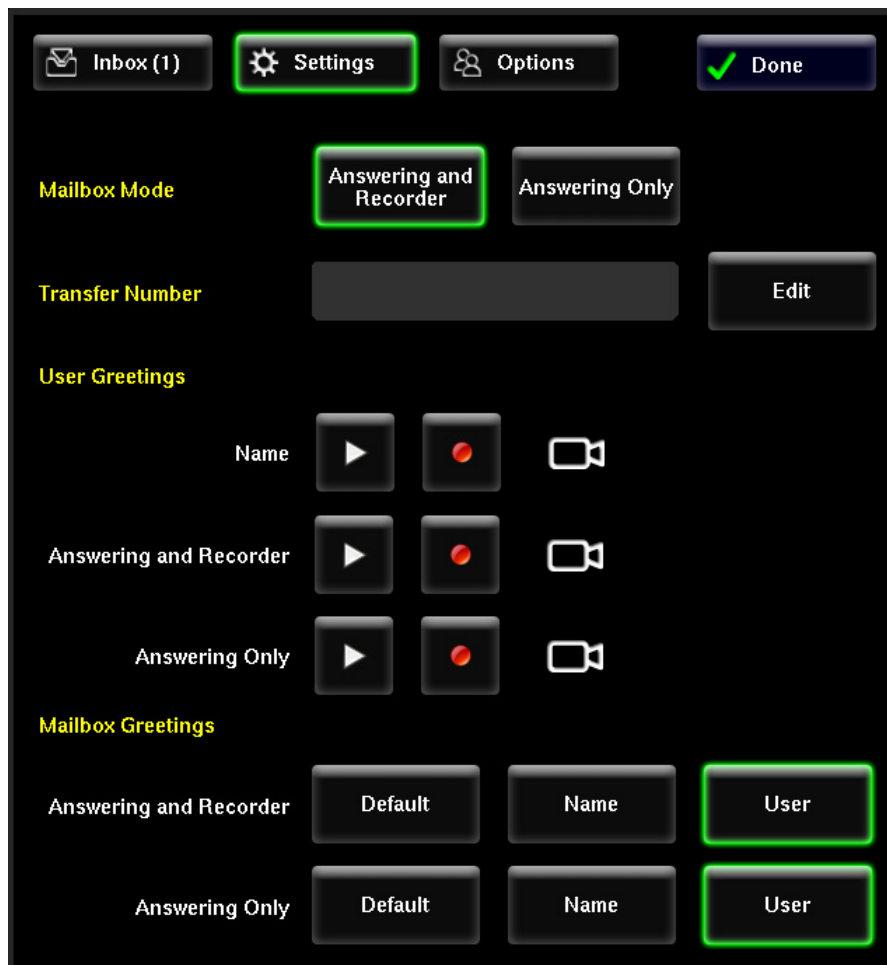 Inbox (1) Settings Options Done
Mailbox Mode Answering and Recorder Answering Only
Transfer Number Edit
User Greetings
Name
Answering and Recorder
Answering Only
Mailbox Greetings
Answering and Recorder Default Name User
Answering Only Default Name User